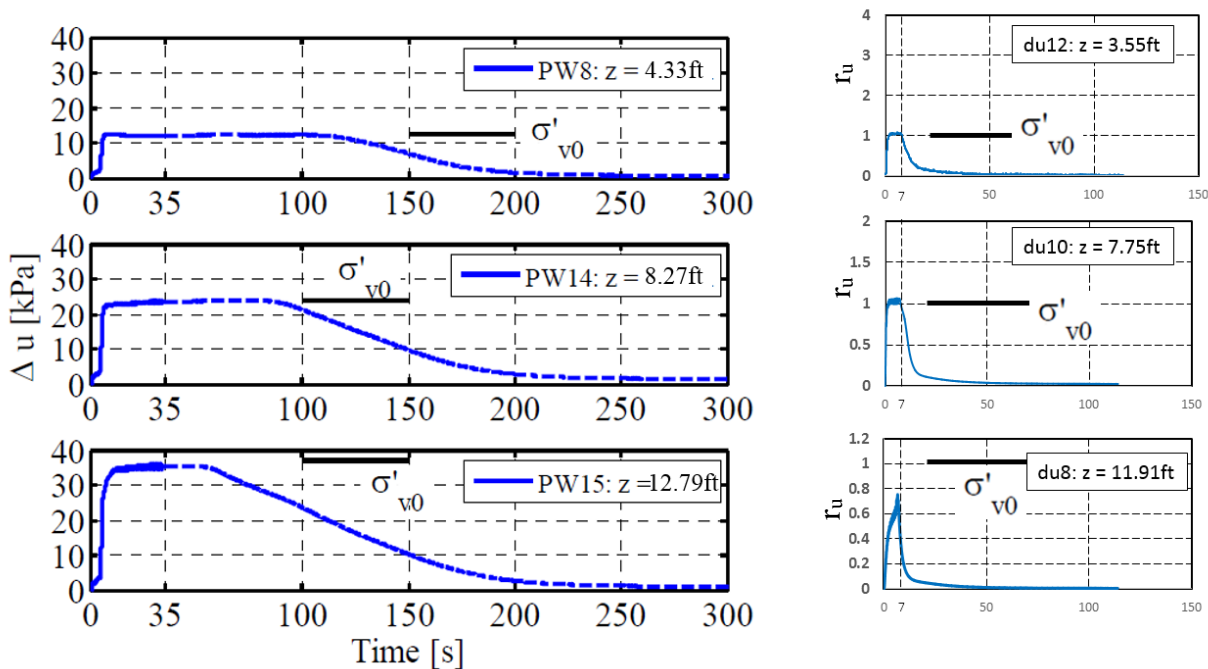 40
30
20
10
0
PW8: z = 4.33ft
σ'v0
0 35 100 150 200 250 300
40
30
20
10
0
Δ u [kPa]
σ'v0
PW14: z = 8.27ft
0 35 100 150 200 250 300
40
30
20
10
0
σ'v0
PW15: z =12.79ft
0 35 100 150 200 250 300
Time [s]
4
3
2
1
0
ru
du12: z = 3.55ft
σ'v0
0 7 50 100 150
2
1.5
1
0.5
0
ru
du10: z = 7.75ft
σ'v0
0 7 50 100 150
1.2
1
0.8
0.6
0.4
0.2
0
ru
du8: z = 11.91ft
σ'v0
0 7 50 100 150